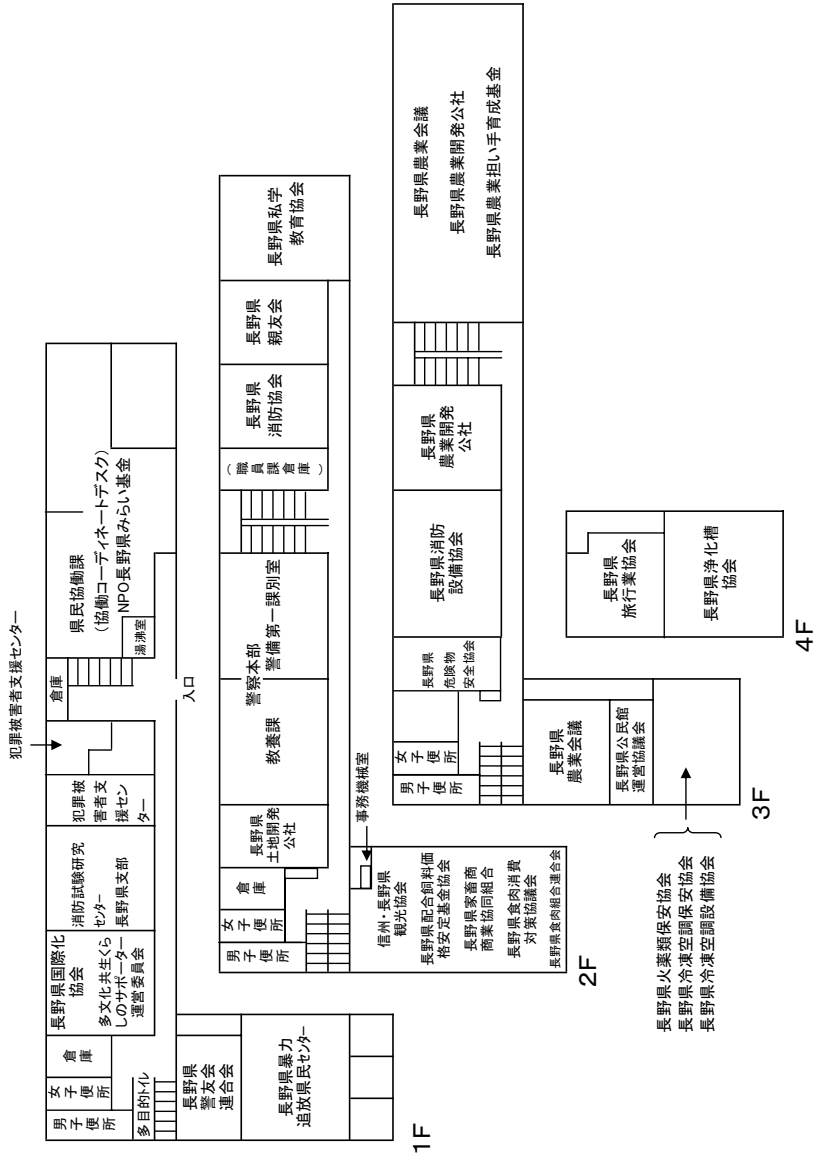 犯罪被害者支援センター
男子
便所
女子
便所
倉庫
多目的トイレ
長野県国際化
協会
多文化共生くら
しのサポーター
運営委員会
消防試験研究
センター
長野県支部
犯罪被
害者支
援セン
ター
倉庫
県民協働課
(協働コーディネートデスク)
NPO長野県みらい基金
湯沸室
入口
長野県
警友会
連合会
長野県暴力
追放県民センター
1F
男子
便所
女子
便所
倉庫
長野県
土地開発
公社
教養課
警察本部
警備第一課別室
(職員課倉庫)
長野県
消防協会
長野県
親友会
長野県私学
教育協会
事務機械室
信州・長野県
観光協会
長野県配合飼料価
格安定基金協会
長野県家畜商
商業協同組合
長野県食肉消費
対策協議会
長野県食肉組合連合会
2F
男子
便所
女子
便所
長野県
危険物
安全協会
長野県消防
設備協会
長野県
農業開発
公社
長野県農業会議
長野県農業開発公社
長野県農業担い手育成基金
長野県
農業会議
長野県公民館
運営協議会
3F
長野県火薬類保安協会
長野県冷凍空調保安協会
長野県冷凍空調設備協会
長野県
旅行業協会
長野県浄化槽
協会
4F